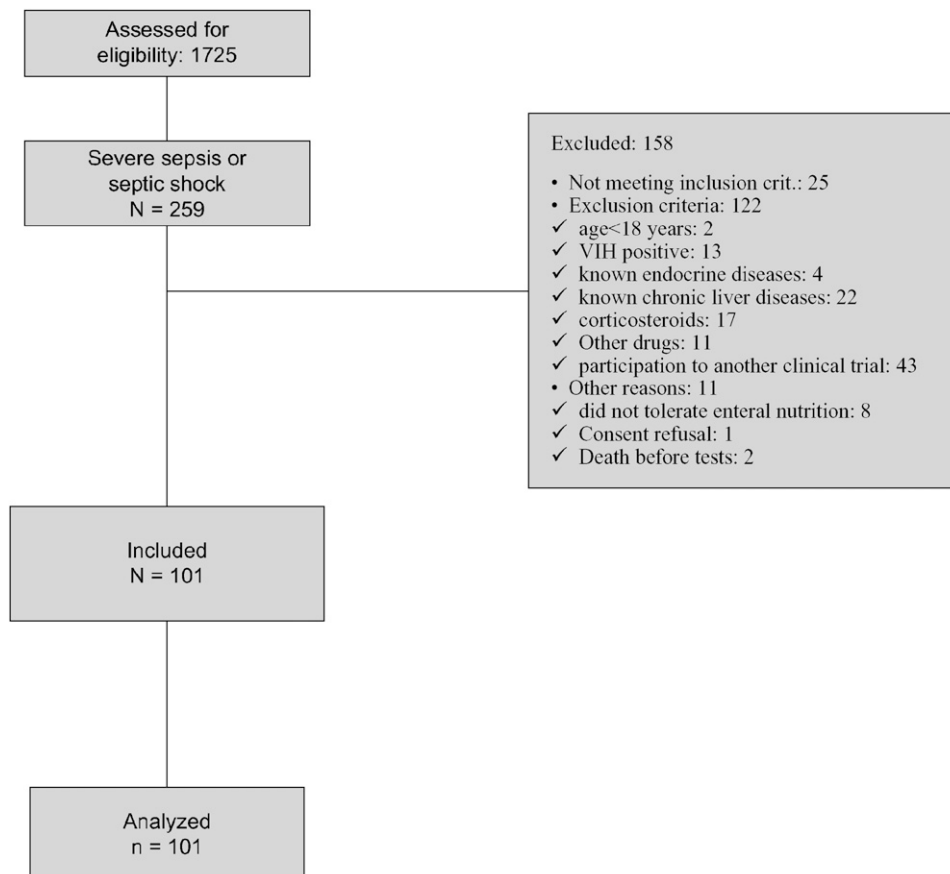 Assessed for
eligibility: 1725
Severe sepsis or
septic shock
N = 259
Excluded: 158
• Not meeting inclusion crit.: 25
• Exclusion criteria: 122
✓ age<18 years: 2
✓ VIH positive: 13
✓ known endocrine diseases: 4
✓ known chronic liver diseases: 22
✓ corticosteroids: 17
✓ Other drugs: 11
✓ participation to another clinical trial: 43
• Other reasons: 11
✓ did not tolerate enteral nutrition: 8
✓ Consent refusal: 1
✓ Death before tests: 2
Included
N = 101
Analyzed
n = 101